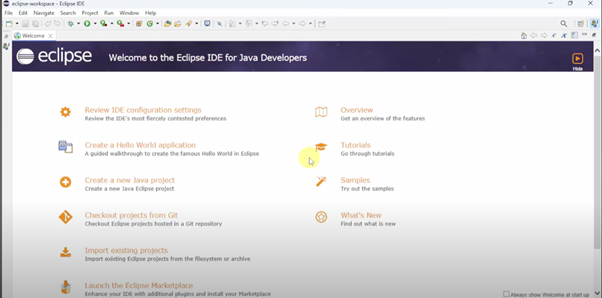 eclipse-workspace - Eclipse IDE
File Edit Navigate Search Project Run Window Help
Welcome
eclipse Welcome to the Eclipse IDE for Java Developers
Hide
Review IDE configuration settings
Review the IDE's most fiercely contested preferences
Overview
Get an overview of the features
Create a Hello World application
A guided walkthrough to create the famous Hello World in Eclipse
Tutorials
Go through tutorials
Create a new Java project
Create a new Java Eclipse project
Samples
Try out the samples
Checkout projects from Git
Checkout Eclipse projects hosted in a Git repository
What's New
Find out what is new
Import existing projects
Import existing Eclipse projects from the filesystem or archive
Launch the Eclipse Marketplace
Enhance your IDE with additional plugins and install your Marketplace
Always show Welcome at start up